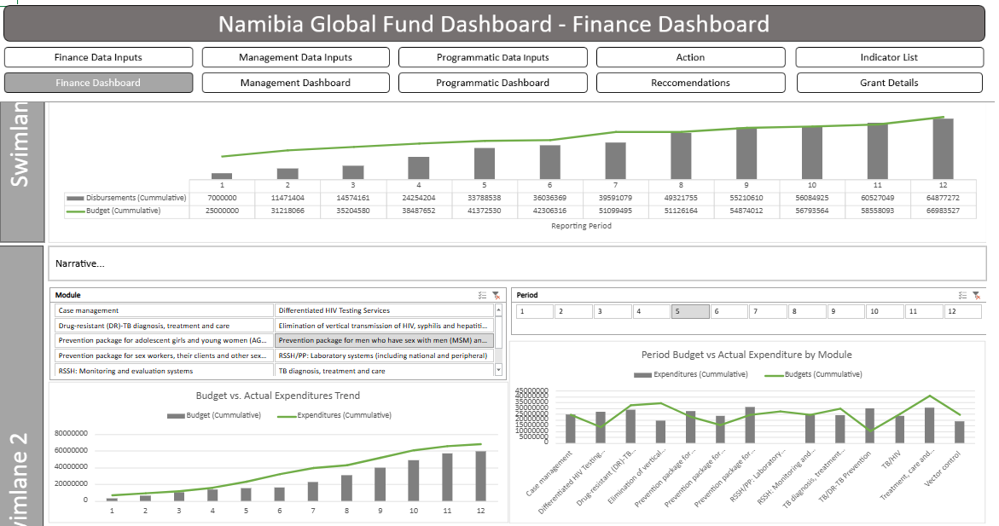 Namibia Global Fund Dashboard - Finance Dashboard
Finance Data Inputs Management Data Inputs Programmatic Data Inputs Action Indicator List
Finance Dashboard Management Dashboard Programmatic Dashboard Reccomendations Grant Details
Swimlan
1 2 3 4 5 6 7 8 9 10 11 12
Disbursements (Cummulative) 7000000 11471404 14574161 24254204 33788538 36036369 39591079 49321755 55210610 56084925 60527049 64877272
Budget (Cummulative) 25000000 31218066 35204580 38487652 41372530 42306316 51099495 51126164 54874012 56793564 58558093 66983527
Reporting Period
Narrative...
Module
Case management Differentiated HIV Testing Services
Drug-resistant (DR)-TB diagnosis, treatment and care Elimination of vertical transmission of HIV, syphilis and hepatiti...
Prevention package for adolescent girls and young women (AG... Prevention package for men who have sex with men (MSM) an...
Prevention package for sex workers, their clients and other sex... RSSH/PP: Laboratory systems (including national and peripheral)
RSSH: Monitoring and evaluation systems TB diagnosis, treatment and care
Period
1 2 3 4 5 6 7 8 9 10 11 12
wimlane 2
Budget vs. Actual Expenditures Trend
Budget (Cummulative) Expenditures (Cummulative)
80000000
60000000
40000000
20000000
0
1 2 3 4 5 6 7 8 9 10 11 12
Period Budget vs Actual Expenditure by Module
Expenditures (Cummulative) Budgets (Cummulative)
45000000
40000000
35000000
30000000
25000000
20000000
15000000
10000000
5000000
0
Case management
Differentiated HIV Testing...
Drug-resistant (DR)-TB...
Elimination of vertical...
Prevention package for...
Prevention package for...
Prevention package for...
RSSH/PP: Laboratory...
RSSH: Monitoring and...
TB diagnosis, treatment...
TB/DR-TB Prevention
TB/HIV
Treatment, care and...
Vector control